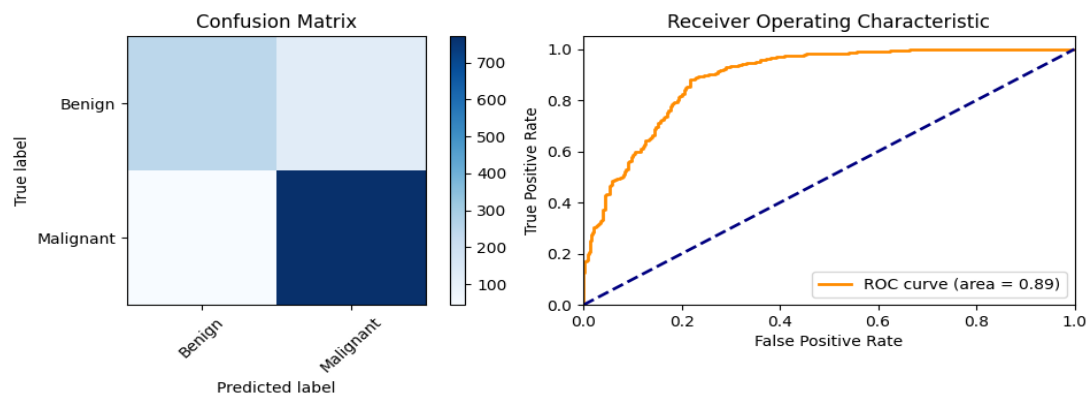 Confusion Matrix
Benign
Malignant
True label
Benign
Malignant
Predicted label
700
600
500
400
300
200
100
Receiver Operating Characteristic
1.0
0.8
0.6
0.4
0.2
0.0
True Positive Rate
0.0 0.2 0.4 0.6 0.8 1.0
False Positive Rate
ROC curve (area = 0.89)